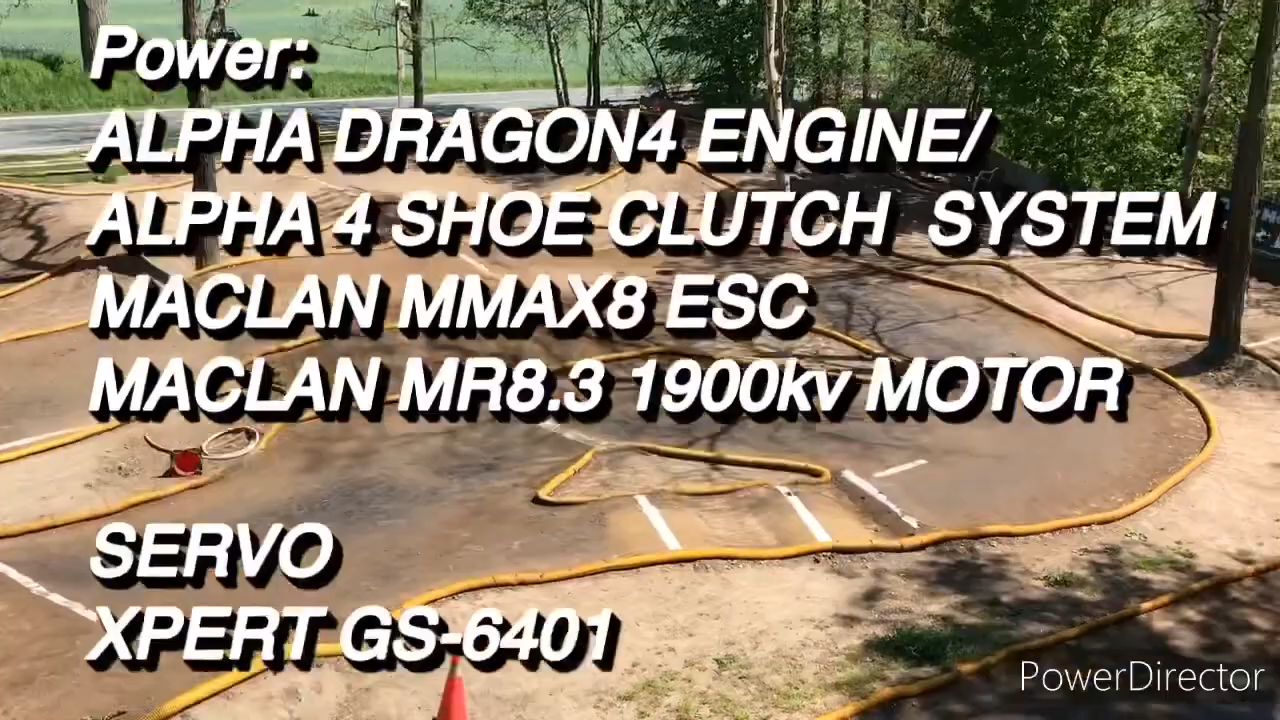 Power:
ALPHA DRAGON4 ENGINE/
ALPHA 4 SHOE CLUTCH SYSTEM
MACLAN MMAX8 ESC
MACLAN MR8.3 1900kv MOTOR
SERVO
XPERT GS-6401
PowerDirector